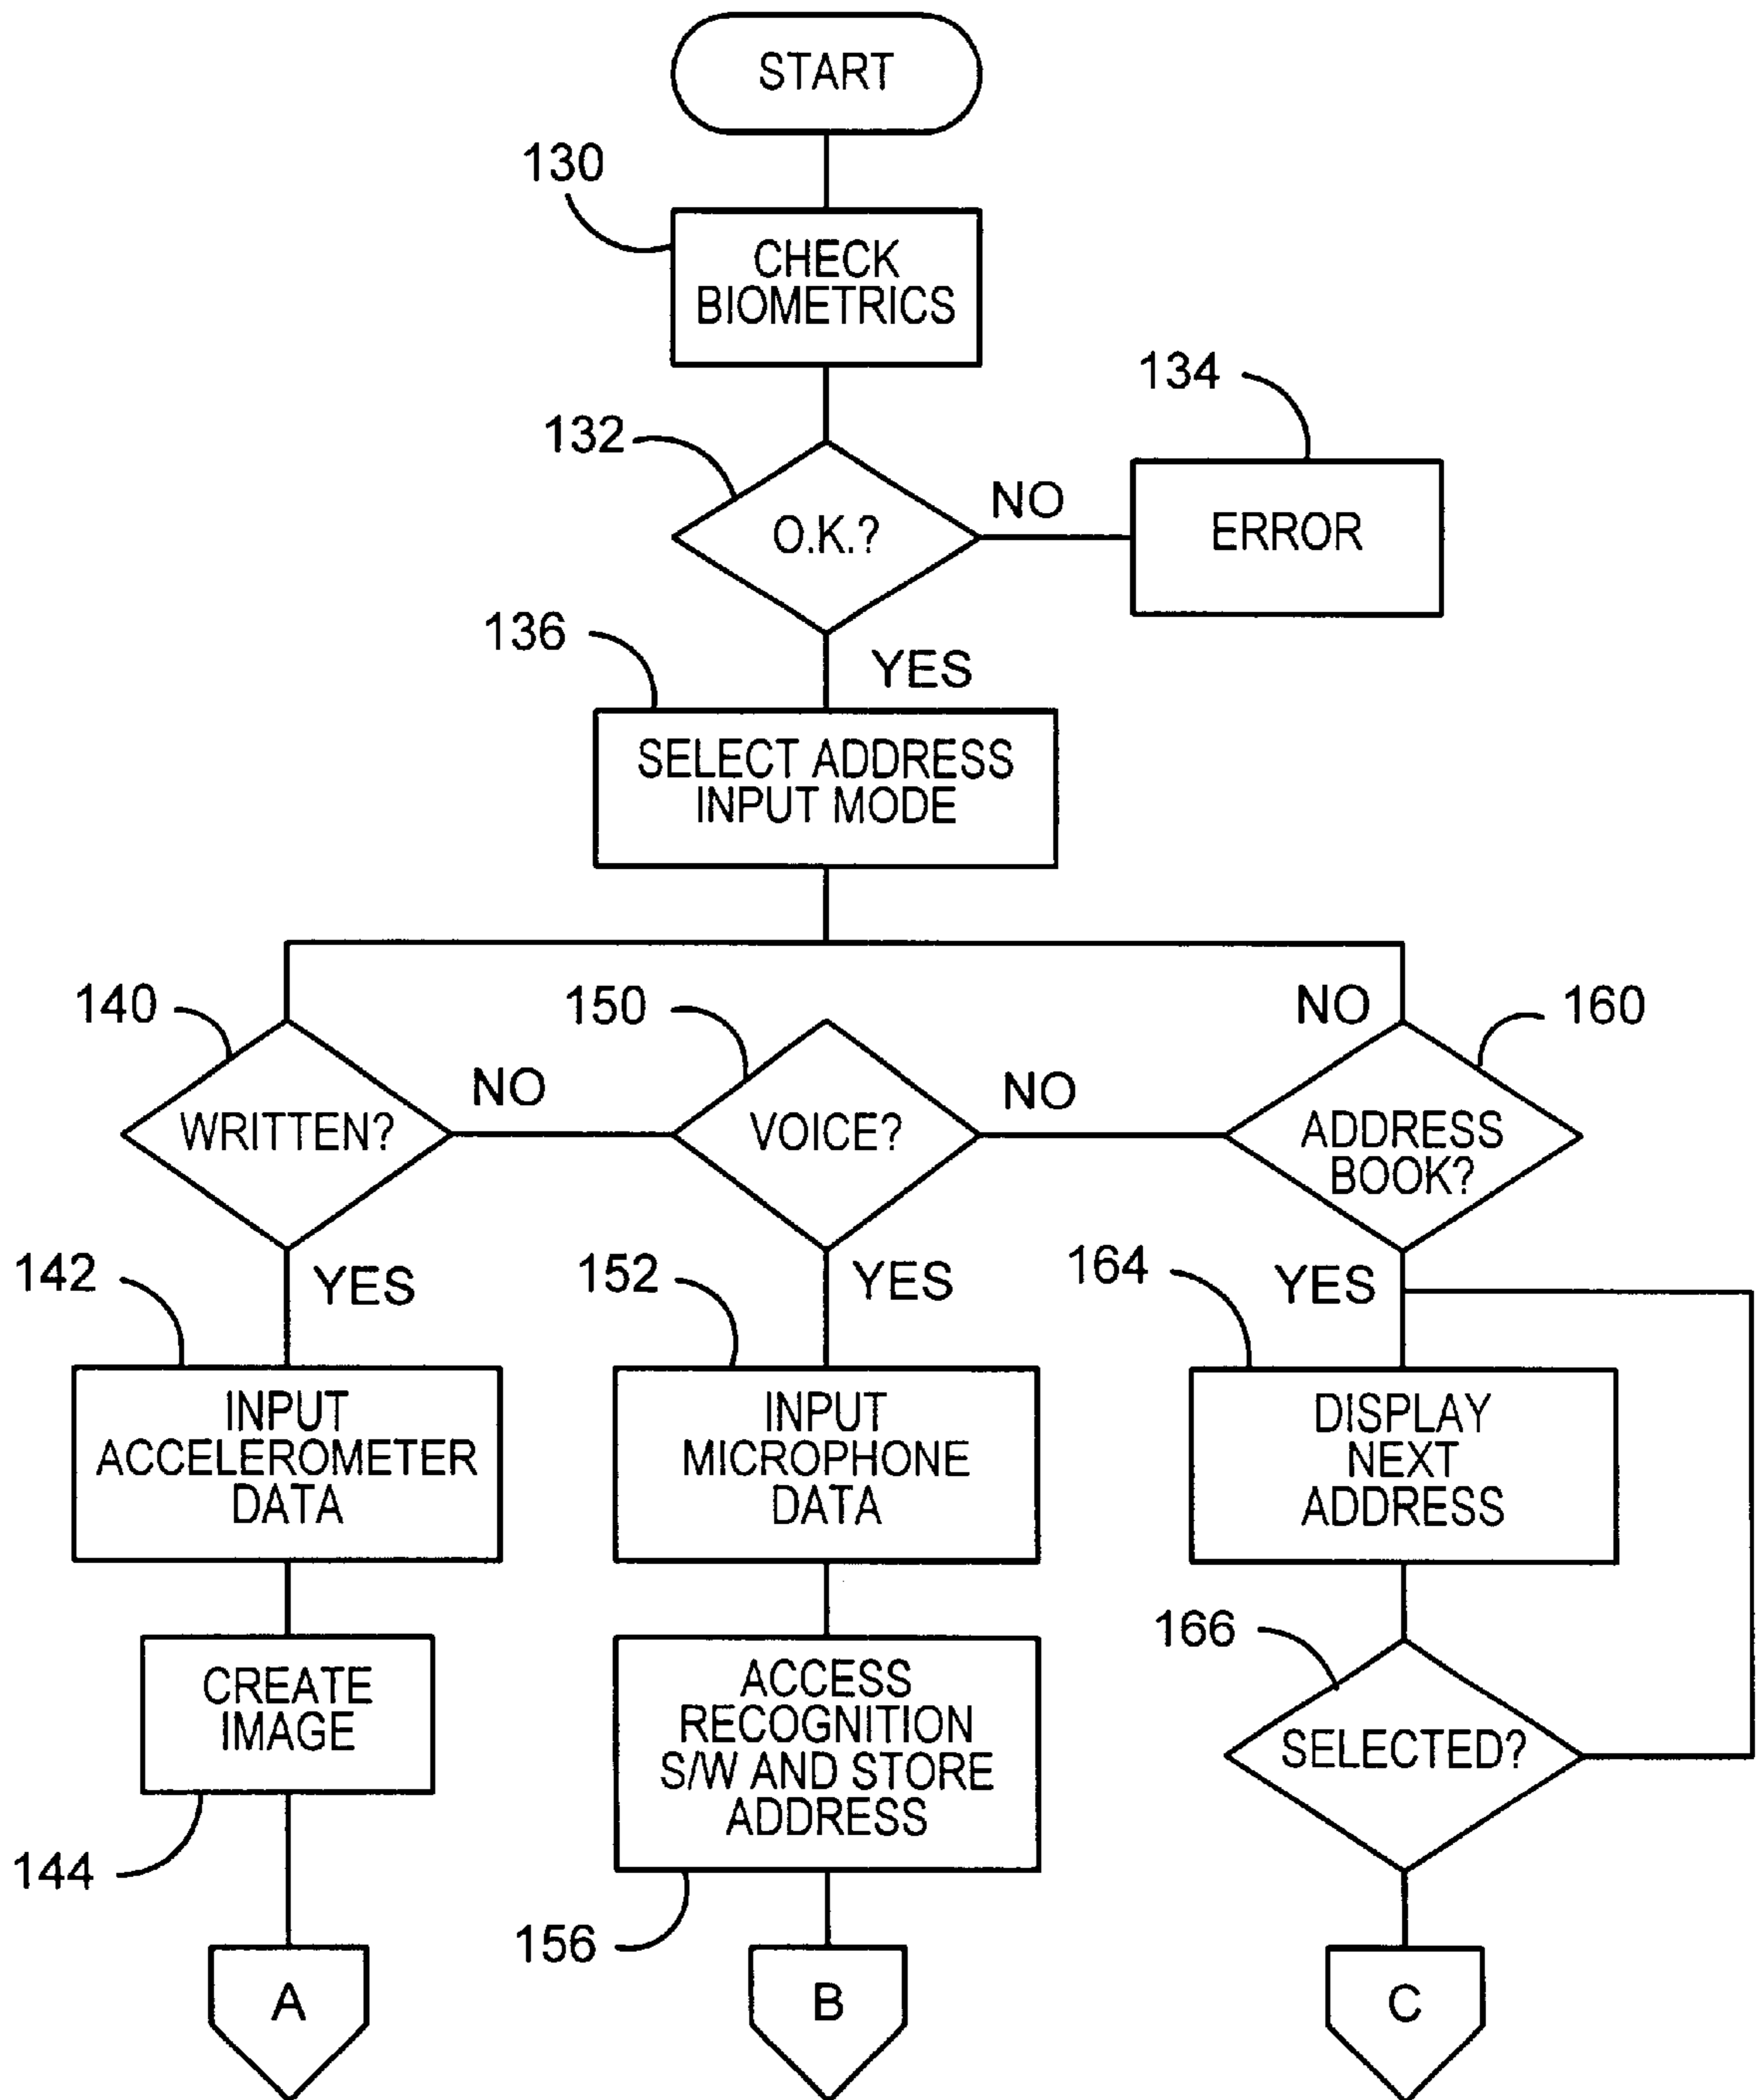 START
130
CHECK
BIOMETRICS
134
132
O.K.?
NO
ERROR
136
YES
SELECT ADDRESS
INPUT MODE
140
150
NO
160
WRITTEN?
NO
VOICE?
NO
ADDRESS
BOOK?
142
YES
152
YES
164
YES
INPUT
ACCELEROMETER
DATA
INPUT
MICROPHONE
DATA
DISPLAY
NEXT
ADDRESS
166
CREATE
IMAGE
ACCESS
RECOGNITION
S/W AND STORE
ADDRESS
SELECTED?
144
156
A
B
C